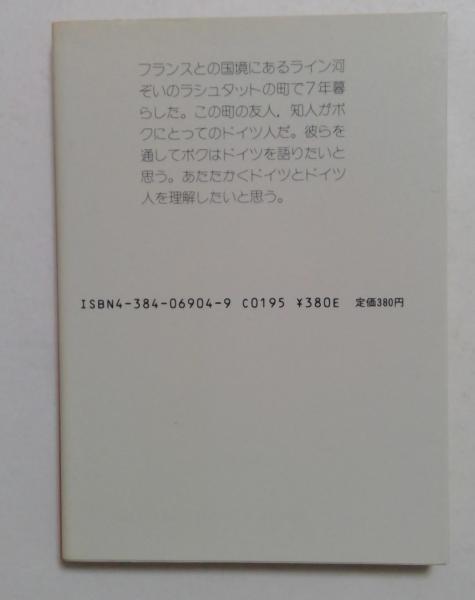 フランスとの国境にあるライン河
ぞいのラシュタットの町で7年暮
らした。この町の友人，知人がボ
クにとってのドイツ人だ。彼らを
通してボクはドイツを語りたいと
思う。あたたかくドイツとドイツ
人を理解したいと思う。
ISBN4-384-06904-9 C0195 ¥380E 定価380円